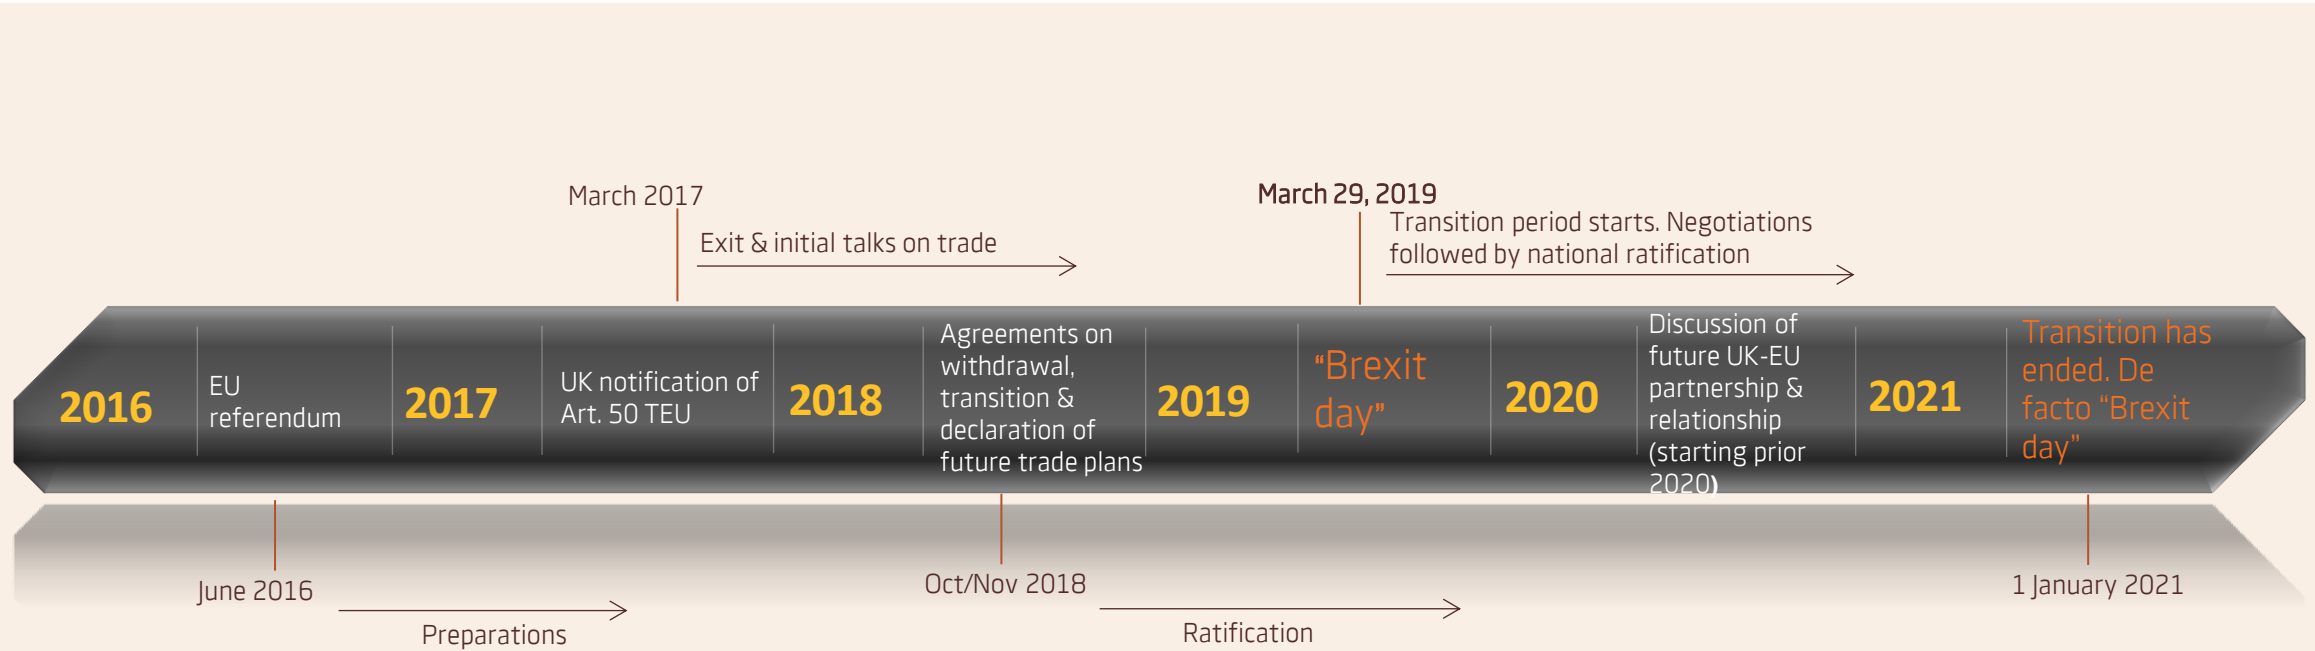 March 2017
Exit & initial talks on trade
March 29, 2019
Transition period starts. Negotiations
followed by national ratification
2016
EU
referendum
2017
UK notification of
Art. 50 TEU
2018
Agreements on
withdrawal,
transition &
declaration of
future trade plans
2019
“Brexit
day”
2020
Discussion of
future UK-EU
partnership &
relationship
(starting prior
2020)
2021
Transition has
ended. De
facto “Brexit
day”
June 2016
Preparations
Oct/Nov 2018
Ratification
1 January 2021